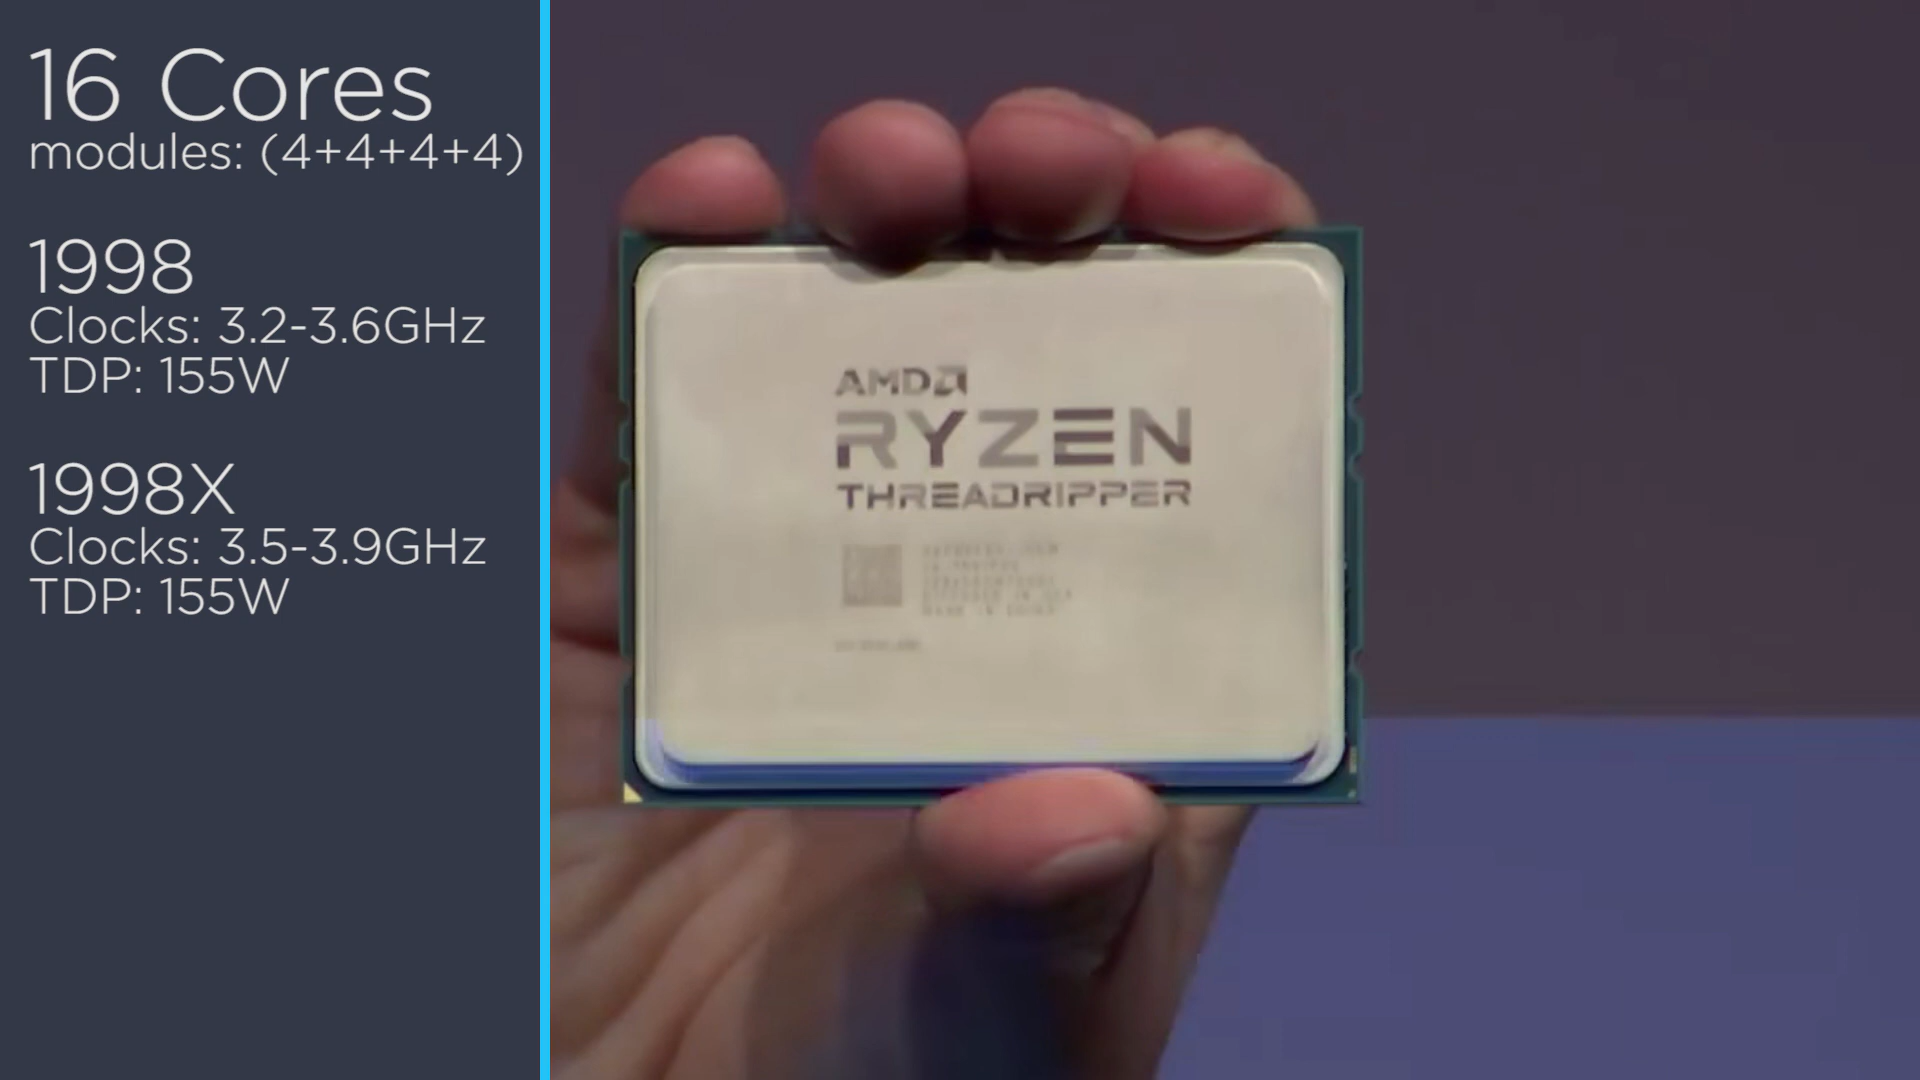 16 Cores
modules: (4+4+4+4)
1998
Clocks: 3.2-3.6GHz
TDP: 155W
1998X
Clocks: 3.5-3.9GHz
TDP: 155W
AMD
RYZEN
THREADRIPPER